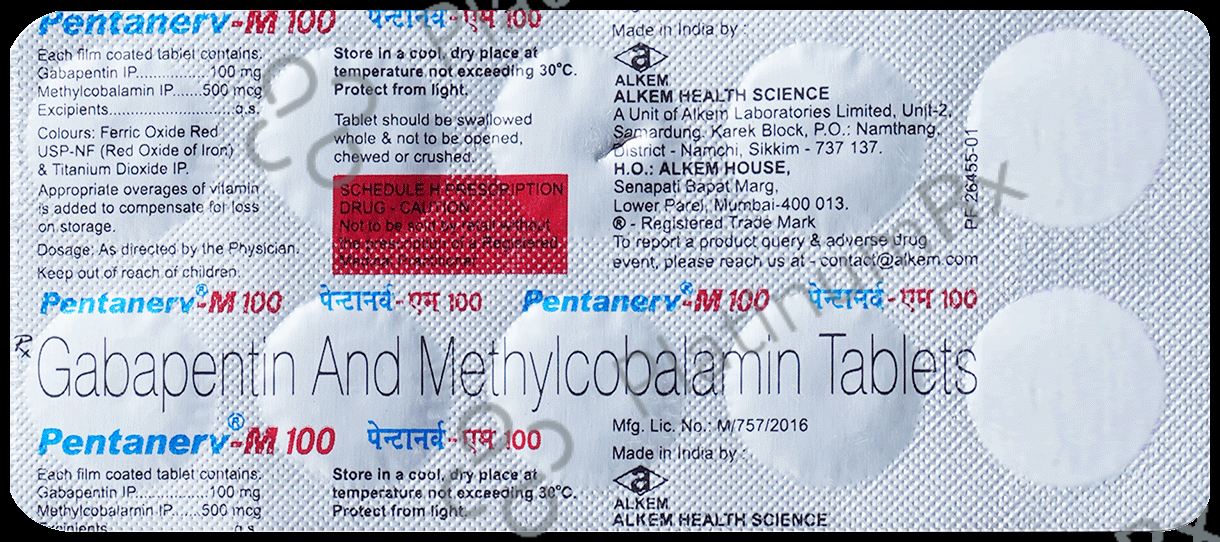 Pentanerv-M 100 पेन्टानर्व-एम 100
Each film coated tablet contains:
Gabapentin IP..............100 mg
Methylcobalamin IP.......500 mcg
Excipients..........................q.s.
Colours: Ferric Oxide Red
USP-NF (Red Oxide of Iron)
& Titanium Dioxide IP.
Appropriate overages of vitamin
is added to compensate for loss
on storage.
Dosage: As directed by the Physician.
Keep out of reach of children.
Store in a cool, dry place at
temperature not exceeding 30°C.
Protect from light.
Tablet should be swallowed
whole & not to be opened,
chewed or crushed.
SCHEDULE H PRESCRIPTION
DRUG - CAUTION
Not to be sold by retail without
the prescription of a Registered
Medical Practitioner
Made in India by :
a
ALKEM
ALKEM HEALTH SCIENCE
A Unit of Alkem Laboratories Limited, Unit-2,
Samardung, Karek Block, P.O.: Namthang,
District - Namchi, Sikkim - 737 137.
H.O.: ALKEM HOUSE,
Senapati Bapat Marg,
Lower Parel, Mumbai-400 013.
® - Registered Trade Mark
To report a product query & adverse drug
event, please reach us at - contact@alkem.com
PF 26455-01
Pentanerv®-M 100 पेन्टानर्व-एम 100 Pentanerv®-M 100 पेन्टानर्व-एम 100
Rx Gabapentin And Methylcobalamin Tablets
Pentanerv®-M 100 पेन्टानर्व-एम 100
Each film coated tablet contains:
Gabapentin IP..............100 mg
Methylcobalamin IP.......500 mcg
Excipients q.s.
Store in a cool, dry place at
temperature not exceeding 30°C.
Protect from light.
Mfg. Lic. No.: M/757/2016
Made in India by :
a
ALKEM
ALKEM HEALTH SCIENCE
PlatinumRx